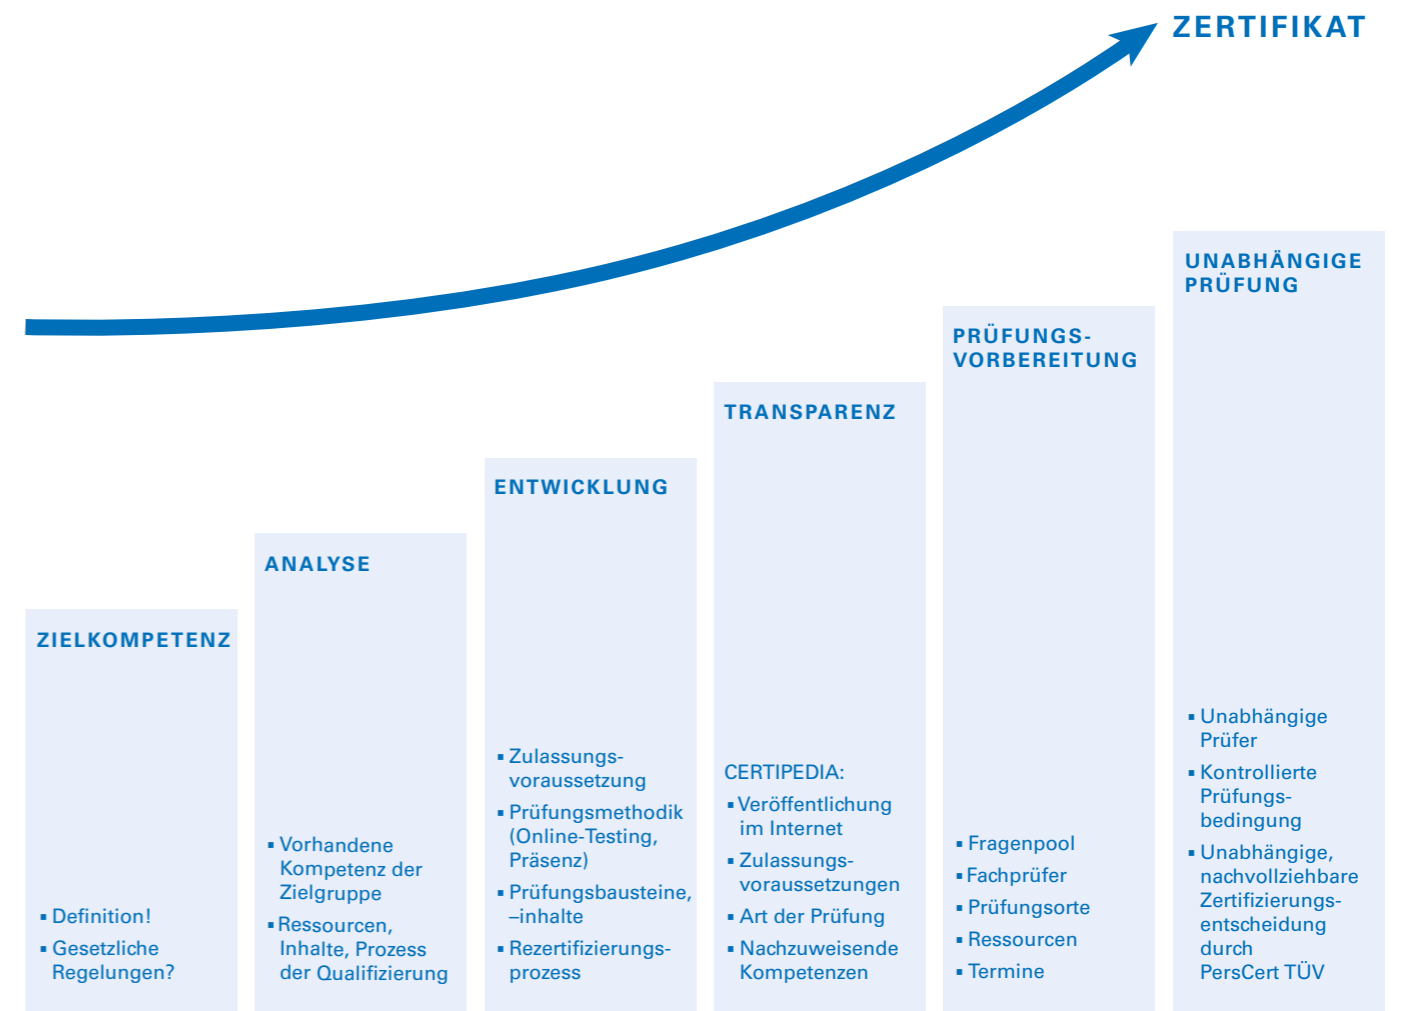 ZERTIFIKAT
ZIELKOMPETENZ
▪ Definition!
▪ Gesetzliche
Regelungen?
ANALYSE
▪ Vorhandene
Kompetenz der
Zielgruppe
▪ Ressourcen,
Inhalte, Prozess
der Qualifizierung
ENTWICKLUNG
▪ Zulassungs-
voraussetzung
▪ Prüfungsmethodik
(Online-Testing,
Präsenz)
▪ Prüfungsbausteine,
–inhalte
▪ Rezertifizierungs-
prozess
TRANSPARENZ
CERTIPEDIA:
▪ Veröffentlichung
im Internet
▪ Zulassungs-
voraussetzungen
▪ Art der Prüfung
▪ Nachzuweisende
Kompetenzen
PRÜFUNGS-
VORBEREITUNG
▪ Fragenpool
▪ Fachprüfer
▪ Prüfungsorte
▪ Ressourcen
▪ Termine
UNABHÄNGIGE
PRÜFUNG
▪ Unabhängige
Prüfer
▪ Kontrollierte
Prüfungs-
bedingung
▪ Unabhängige,
nachvollziehbare
Zertifizierungs-
entscheidung
durch
PersCert TÜV